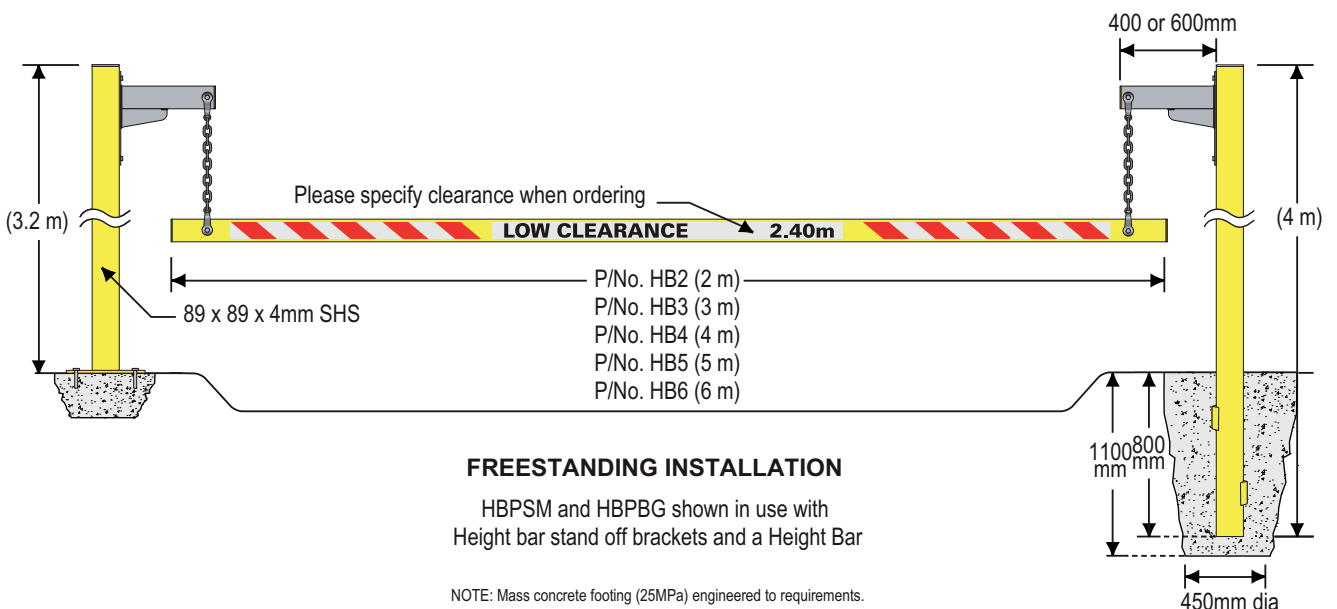 400 or 600mm
Please specify clearance when ordering
(3.2 m)
(4 m)
LOW CLEARANCE 2.40m
P/No. HB2 (2 m)
89 x 89 x 4mm SHS
P/No. HB3 (3 m)
P/No. HB4 (4 m)
P/No. HB5 (5 m)
P/No. HB6 (6 m)
1100 mm
800 mm
FREESTANDING INSTALLATION
HBPSM and HBPBG shown in use with
Height bar stand off brackets and a Height Bar
NOTE: Mass concrete footing (25MPa) engineered to requirements.
450mm dia